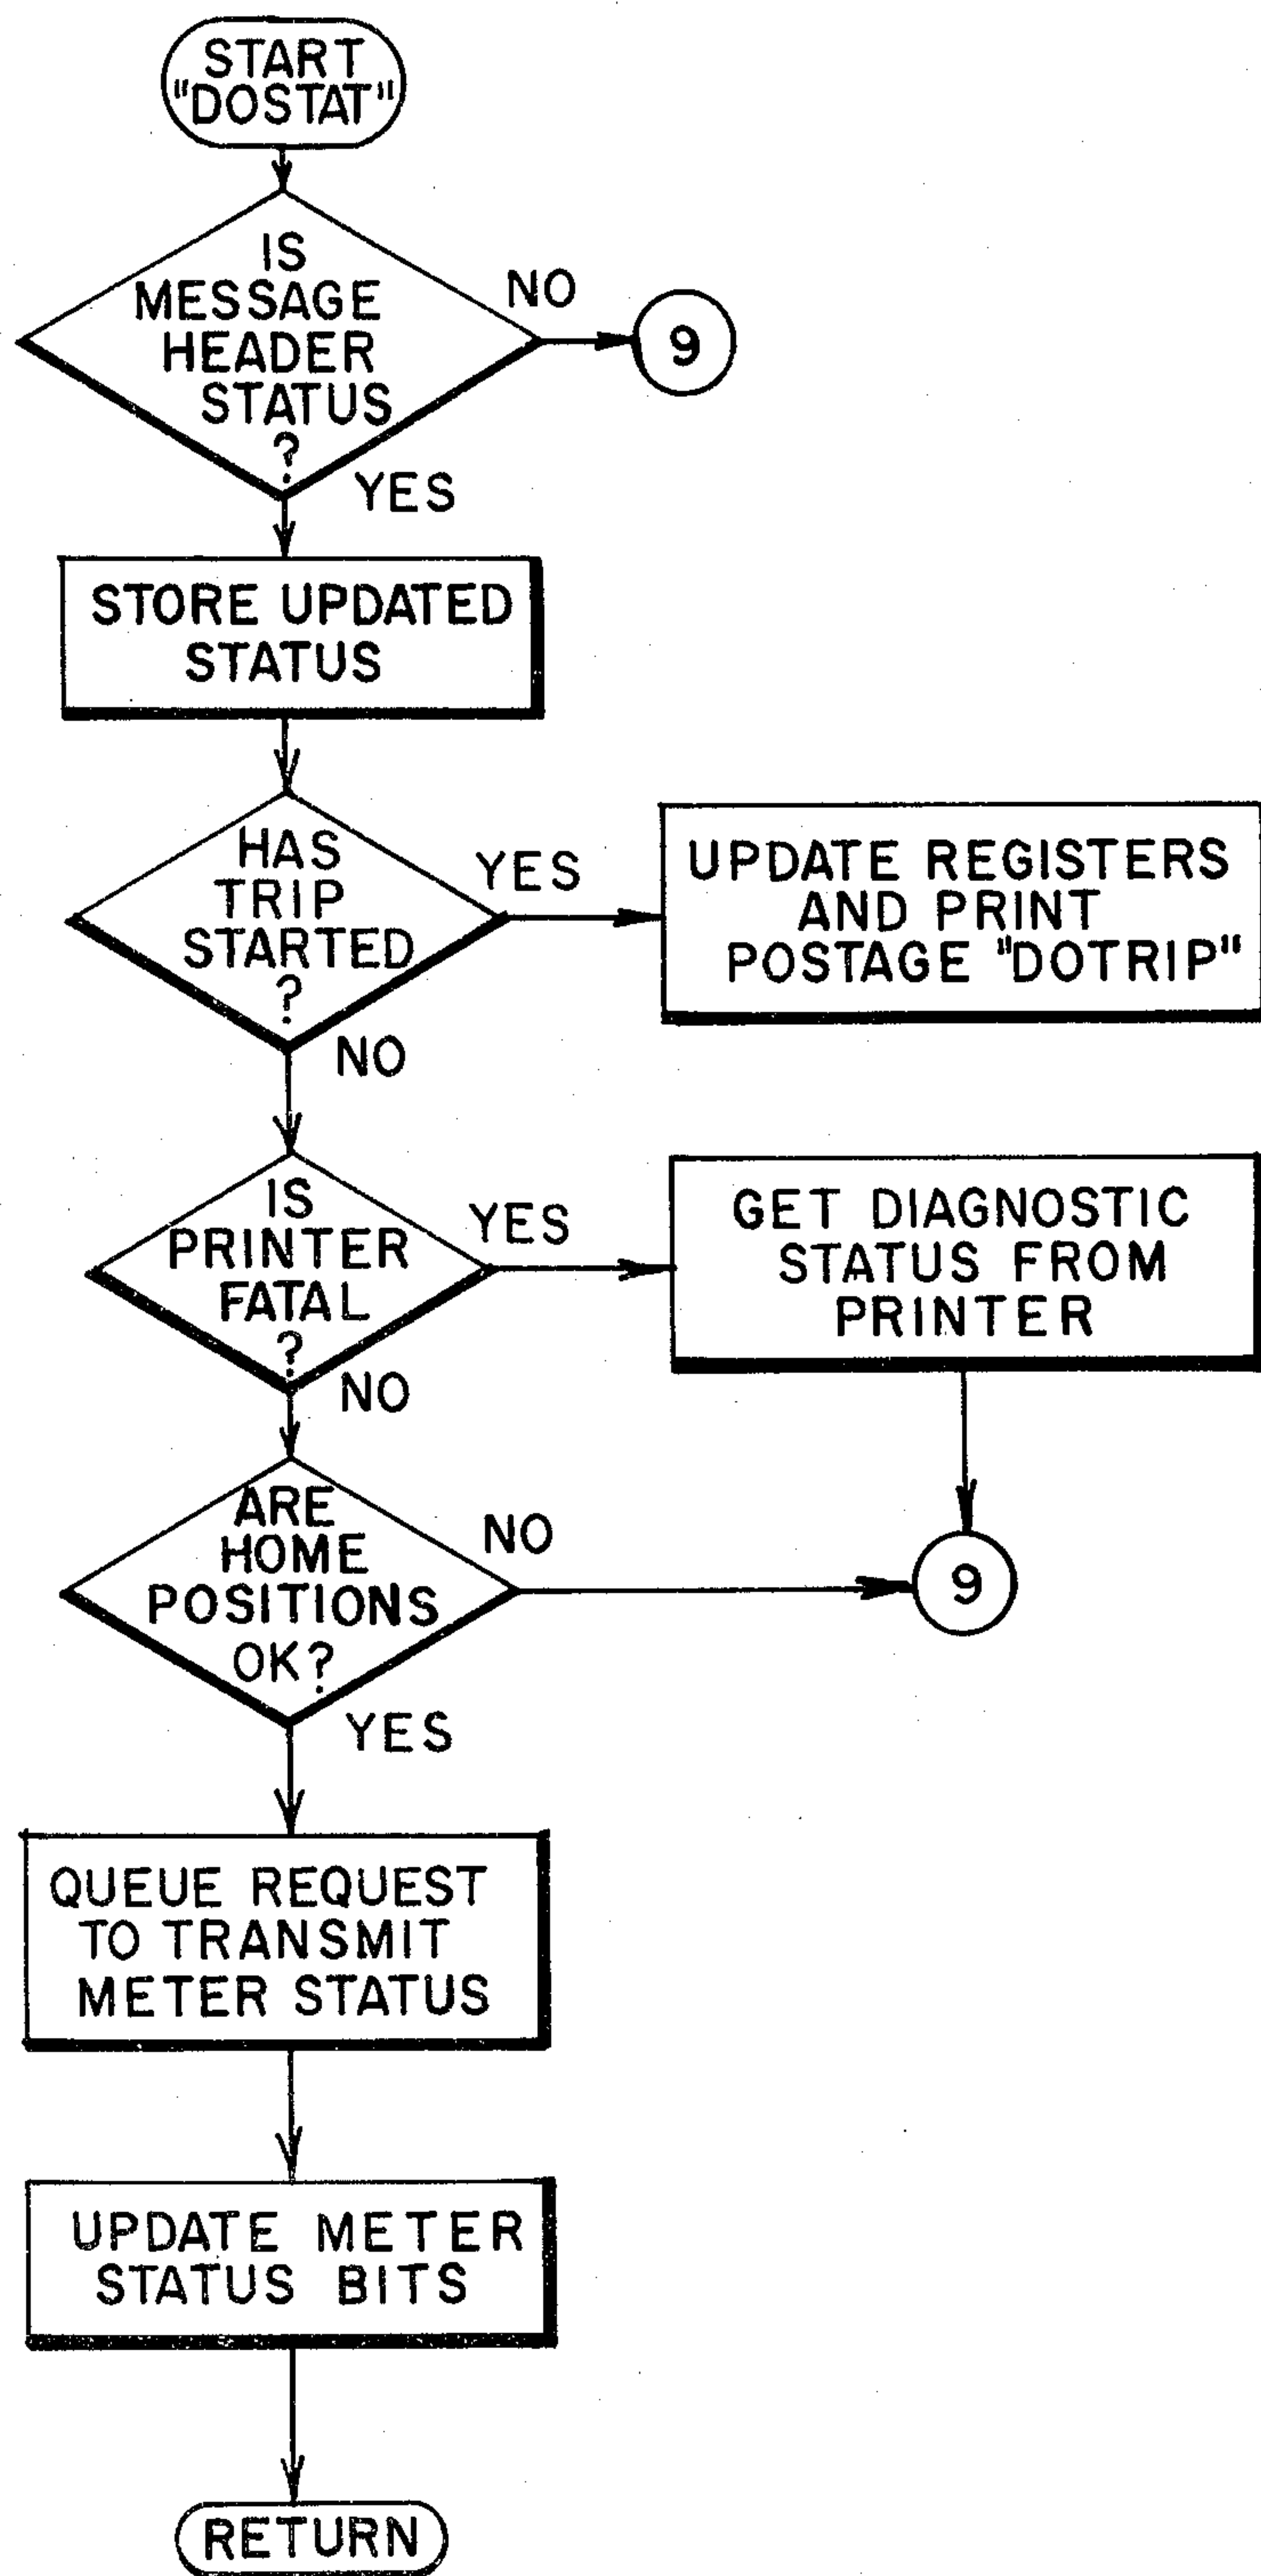 START
"DOSTAT"
IS
MESSAGE
HEADER
STATUS
?
NO
9
YES
STORE UPDATED
STATUS
HAS
TRIP
STARTED
?
YES
UPDATE REGISTERS
AND PRINT
POSTAGE "DOTRIP"
NO
IS
PRINTER
FATAL
?
YES
GET DIAGNOSTIC
STATUS FROM
PRINTER
NO
ARE
HOME
POSITIONS
OK?
NO
9
YES
QUEUE REQUEST
TO TRANSMIT
METER STATUS
UPDATE METER
STATUS BITS
RETURN